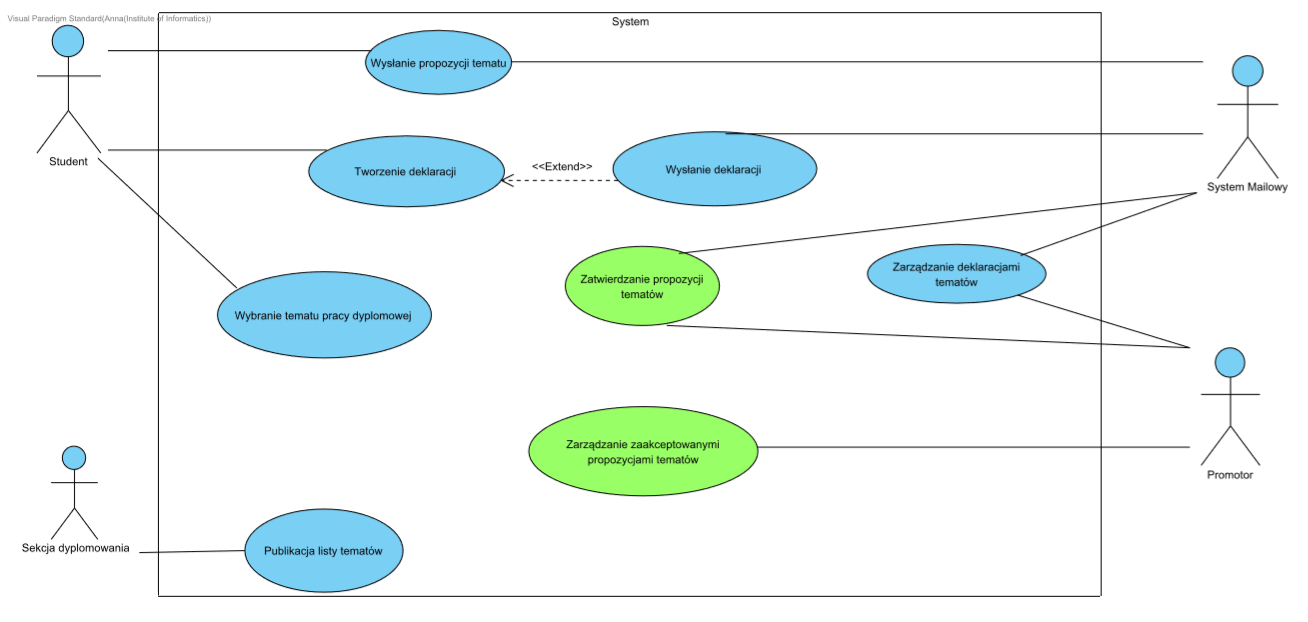 Visual Paradigm Standard(Anna(Institute of Informatics))
System
Wysłanie propozycji tematu
Student
Tworzenie deklaracji
<<Extend>>
Wysłanie deklaracji
System Mailowy
Zatwierdzanie propozycji
tematów
Zarządzanie deklaracjami
tematów
Wybranie tematu pracy dyplomowej
Zarządzanie zaakceptowanymi
propozycjami tematów
Promotor
Sekcja dyplomowania
Publikacja listy tematów